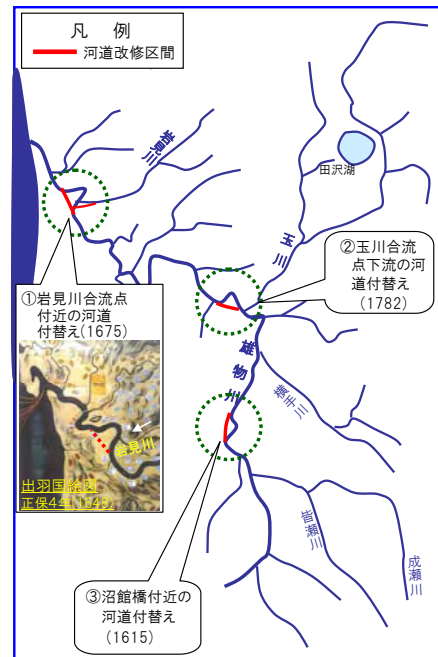 凡 例
河道改修区間
岩見川
田沢湖
玉川
②玉川合流
点下流の河
道付替え
(1782)
①岩見川合流点
付近の河道
付替え(1675)
雄物川
横手川
岩見川
出羽国絵図
正保4年(1648)
皆瀬川
成瀬川
③沼館橋付近の
河道付替え
(1615)